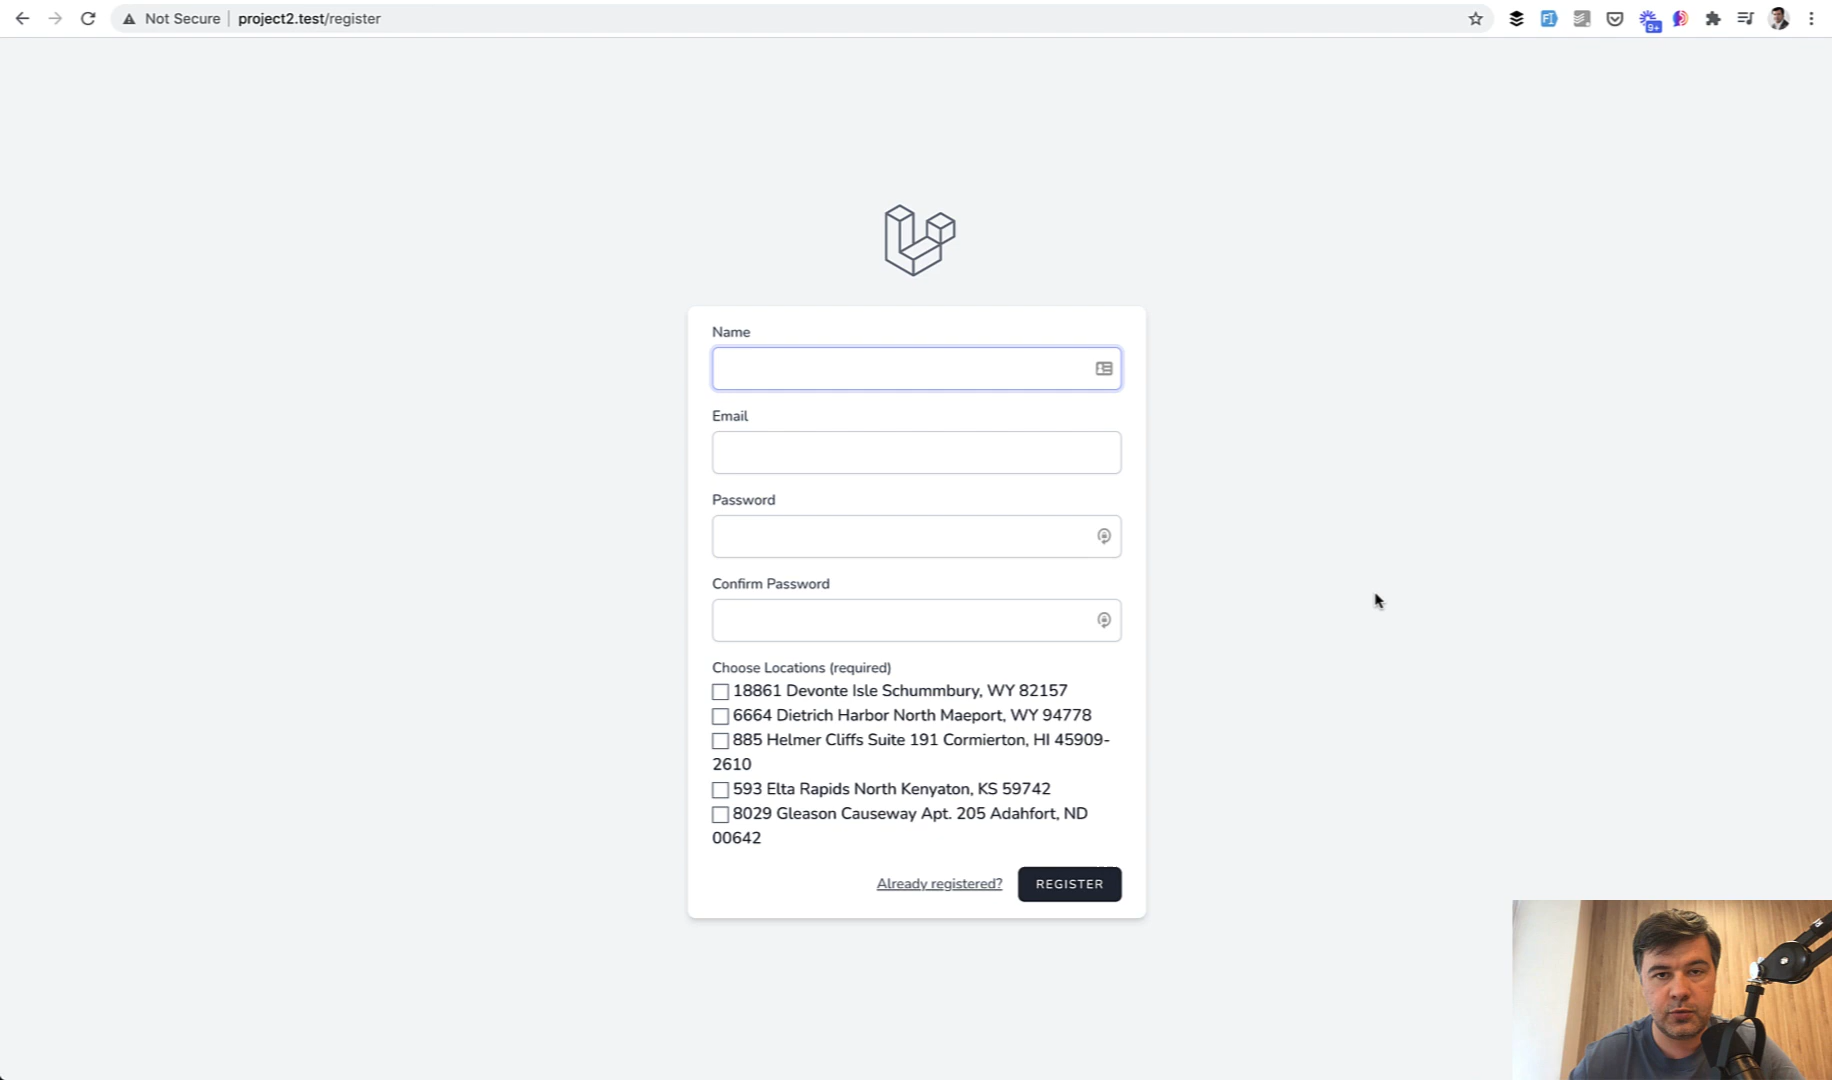 Not Secure | project2.test/register
9+
Name
Email
Password
Confirm Password
Choose Locations (required)
18861 Devonte Isle Schummbury, WY 82157
6664 Dietrich Harbor North Maeport, WY 94778
885 Helmer Cliffs Suite 191 Cormierton, HI 45909-
2610
593 Elta Rapids North Kenyaton, KS 59742
8029 Gleason Causeway Apt. 205 Adahfort, ND
00642
Already registered?
REGISTER